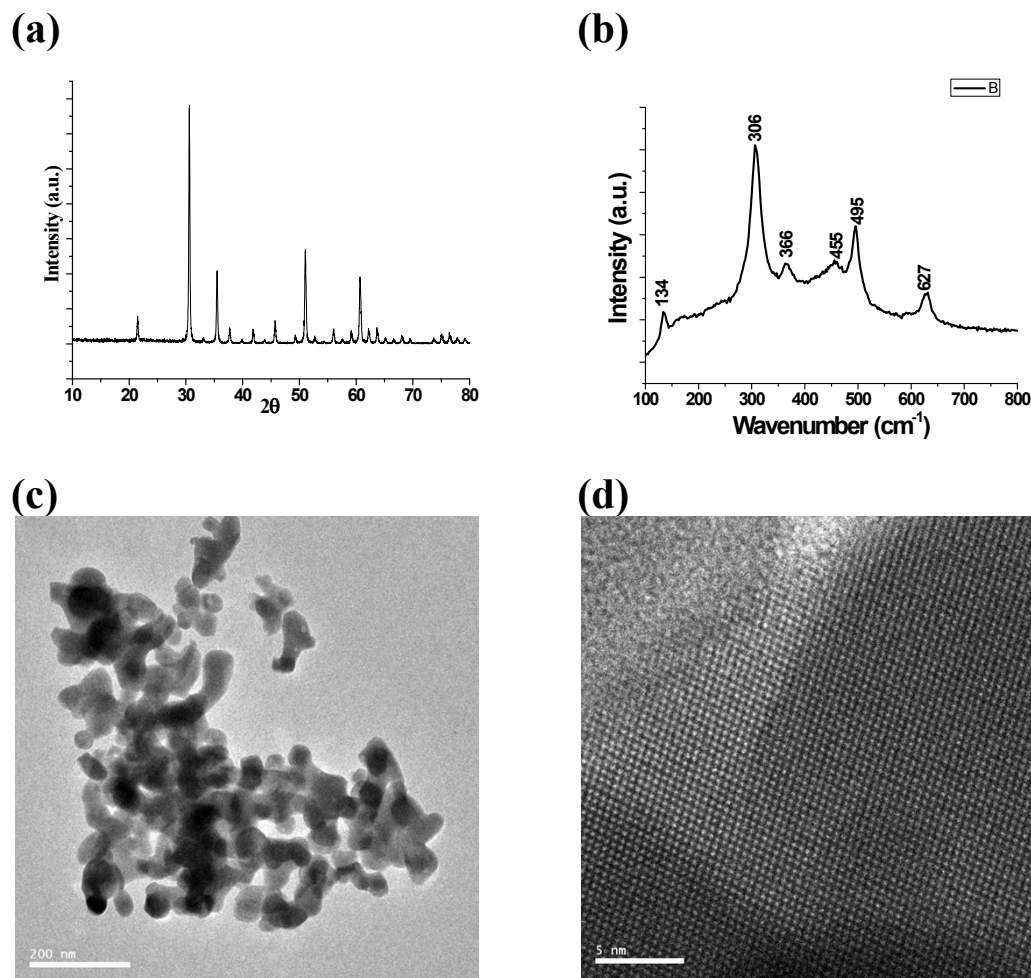 (a)
Intensity (a.u.)
10 20 30 40 50 60 70 80
2θ
(b)
B
306
366
455
495
134
627
Intensity (a.u.)
100 200 300 400 500 600 700 800
Wavenumber (cm⁻¹)
(c)
200 nm
(d)
5 nm